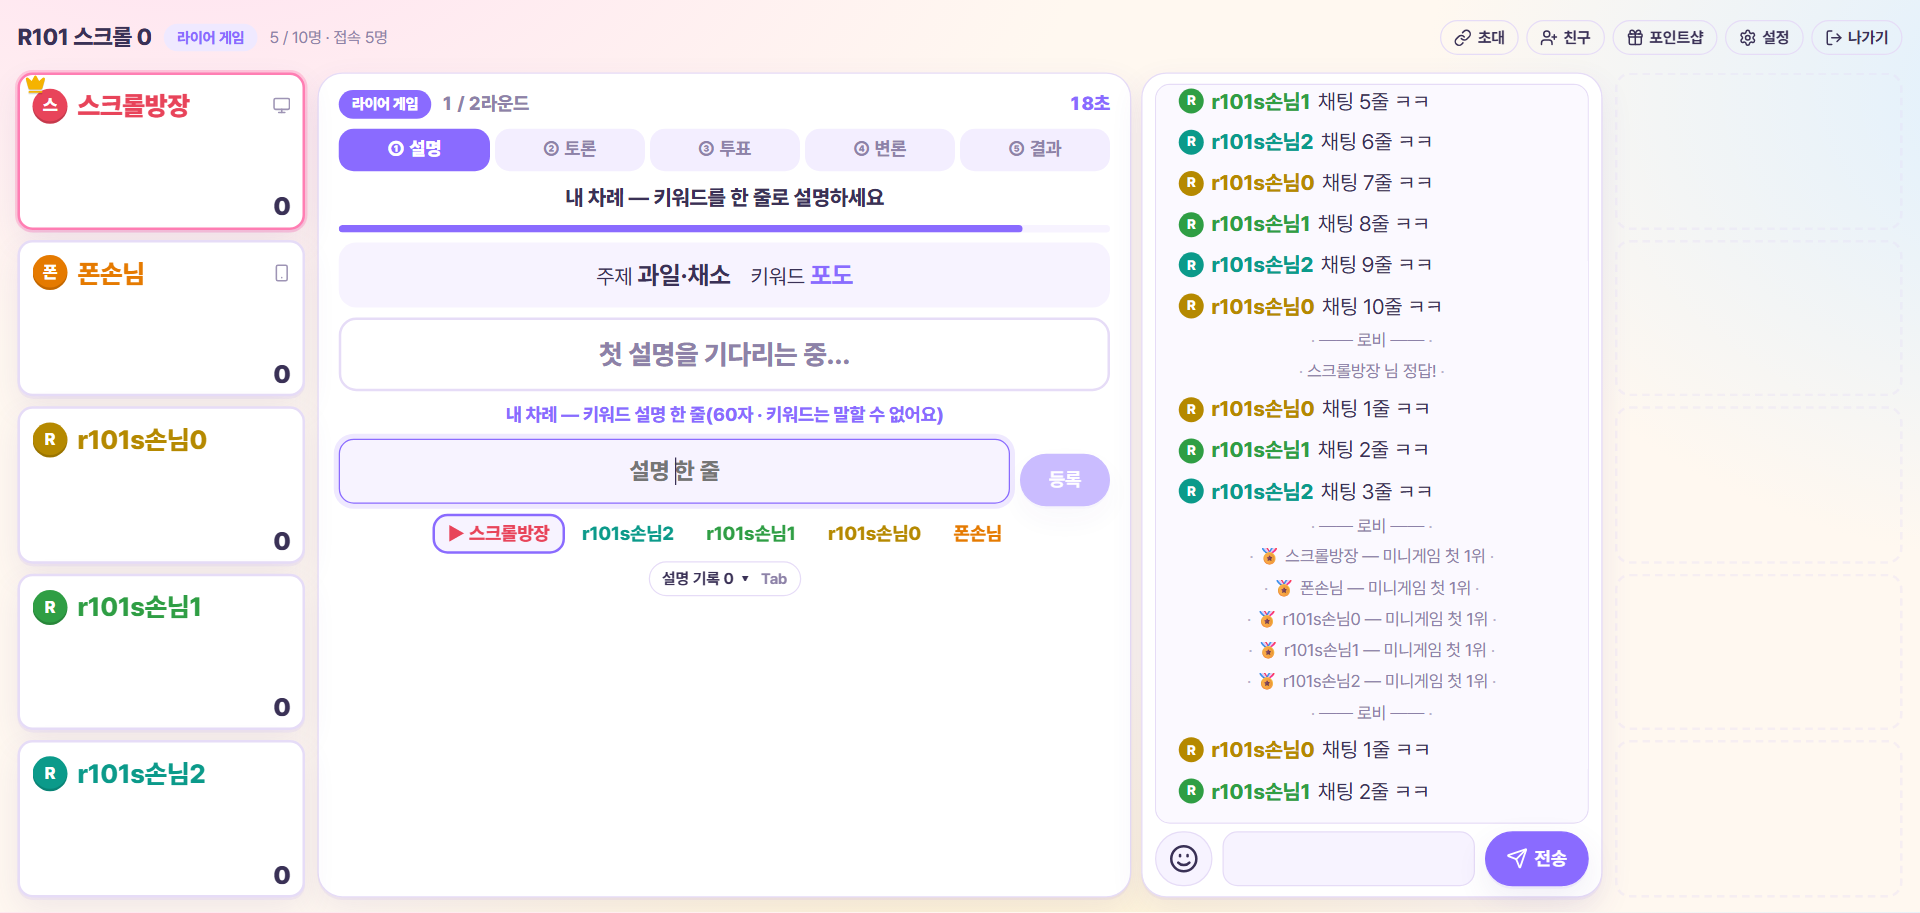 R101 스크롤 0 라이어 게임 5 / 10명 · 접속 5명
초대 친구 포인트샵 설정 나가기
스 스크롤방장
0
폰 폰손님
0
R r101s손님0
0
R r101s손님1
0
R r101s손님2
0
라이어 게임 1 / 2라운드 18초
① 설명 ② 토론 ③ 투표 ④ 변론 ⑤ 결과
내 차례 — 키워드를 한 줄로 설명하세요
주제 과일·채소 키워드 포도
첫 설명을 기다리는 중...
내 차례 — 키워드 설명 한 줄(60자 · 키워드는 말할 수 없어요)
설명 한 줄 등록
▶ 스크롤방장 r101s손님2 r101s손님1 r101s손님0 폰손님
설명 기록 0 ▾ Tab
R r101s손님1 채팅 5줄 ㅋㅋ
R r101s손님2 채팅 6줄 ㅋㅋ
R r101s손님0 채팅 7줄 ㅋㅋ
R r101s손님1 채팅 8줄 ㅋㅋ
R r101s손님2 채팅 9줄 ㅋㅋ
R r101s손님0 채팅 10줄 ㅋㅋ
· —— 로비 —— ·
· 스크롤방장 님 정답! ·
R r101s손님0 채팅 1줄 ㅋㅋ
R r101s손님1 채팅 2줄 ㅋㅋ
R r101s손님2 채팅 3줄 ㅋㅋ
· —— 로비 —— ·
· 🏅 스크롤방장 — 미니게임 첫 1위 ·
· 🏅 폰손님 — 미니게임 첫 1위 ·
· 🏅 r101s손님0 — 미니게임 첫 1위 ·
· 🏅 r101s손님1 — 미니게임 첫 1위 ·
· 🏅 r101s손님2 — 미니게임 첫 1위 ·
· —— 로비 —— ·
R r101s손님0 채팅 1줄 ㅋㅋ
R r101s손님1 채팅 2줄 ㅋㅋ
전송